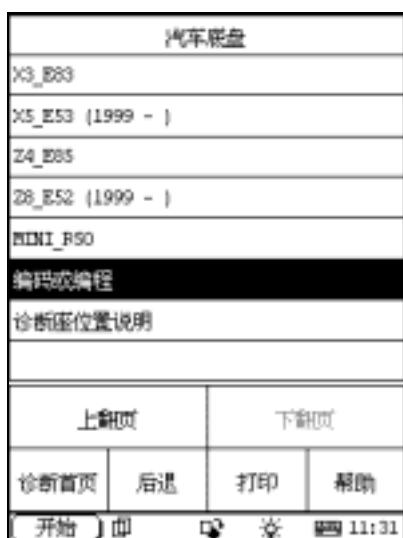 汽车底盘
X3_E83
X5_E53 (1999 - )
Z4_E85
Z8_E52 (1999 - )
MINI_R50
编码或编程
诊断座位置说明
上翻页 下翻页
诊断首页 后退 打印 帮助
开始 11:31